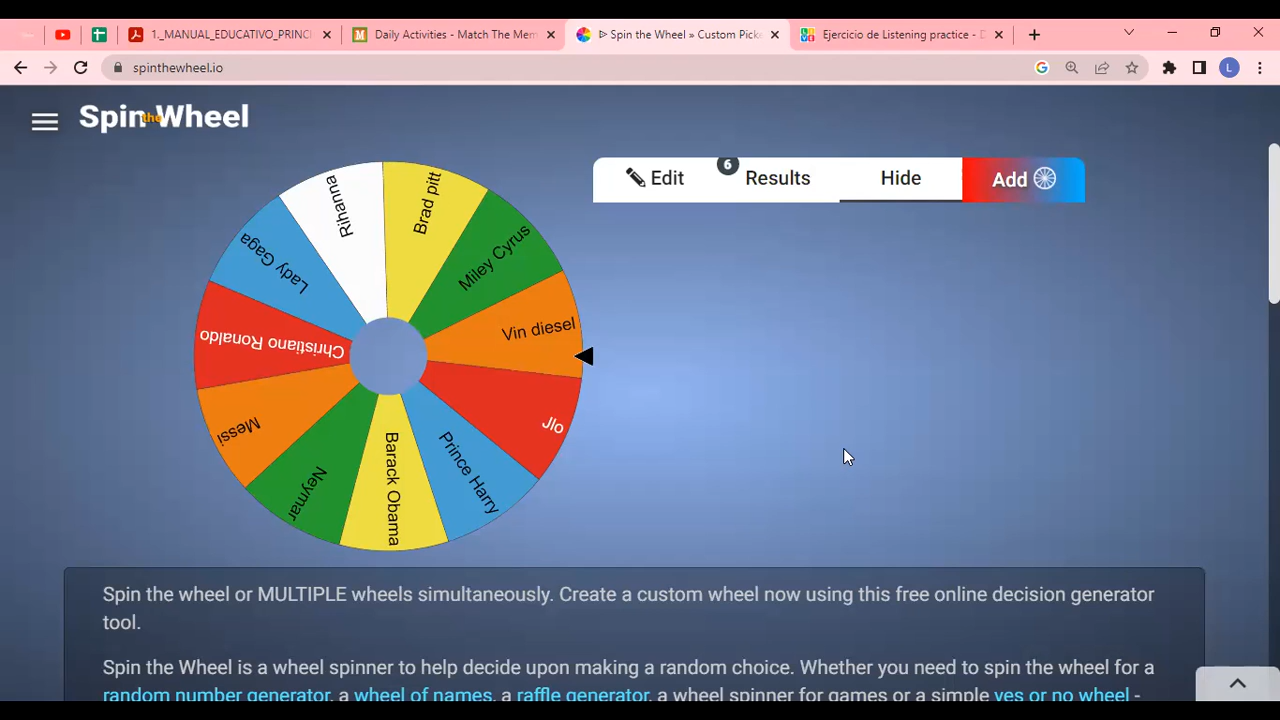 1._MANUAL_EDUCATIVO_PRINCI
Daily Activities - Match The Mem
Spin the Wheel » Custom Picke
Ejercicio de Listening practice - D
spinthewheel.io
L
Spin the Wheel
6
Edit
Results
Hide
Add
Rihanna
Brad pitt
Miley Cyrus
Vin diesel
Jlo
Prince Harry
Barack Obama
Neymar
Messi
Christiano Ronaldo
Lady Gaga
Spin the wheel or MULTIPLE wheels simultaneously. Create a custom wheel now using this free online decision generator
tool.
Spin the Wheel is a wheel spinner to help decide upon making a random choice. Whether you need to spin the wheel for a
random number generator, a wheel of names, a raffle generator, a wheel spinner for games or a simple yes or no wheel -